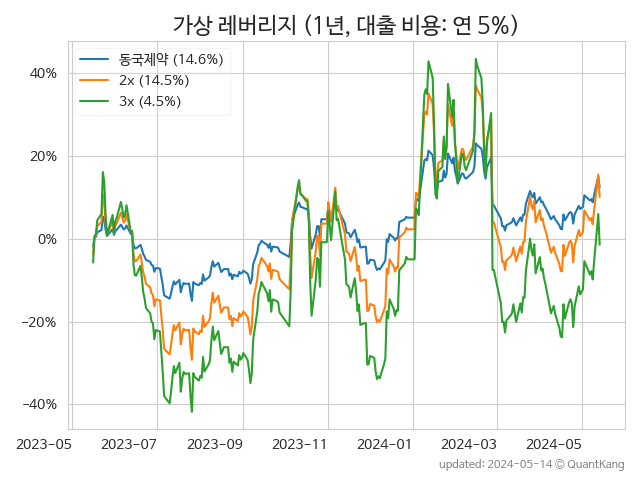 가상 레버리지 (1년, 대출 비용: 연 5%)
동국제약 (14.6%)
2x (14.5%)
3x (4.5%)
40%
20%
0%
−20%
−40%
2023-05 2023-07 2023-09 2023-11 2024-01 2024-03 2024-05
updated: 2024-05-14 © QuantKang